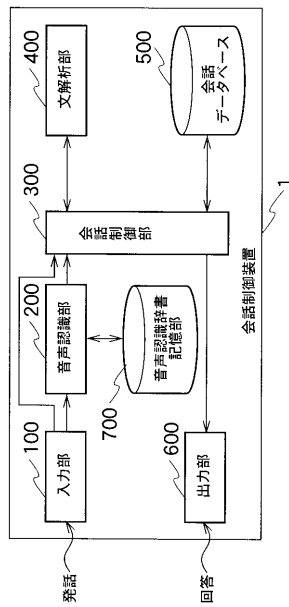 発話
100
入力部
200
音声認識部
300
会話制御部
400
文解析部
700
音声認識辞書
記憶部
500
会話
データベース
回答
600
出力部
会話制御装置
1